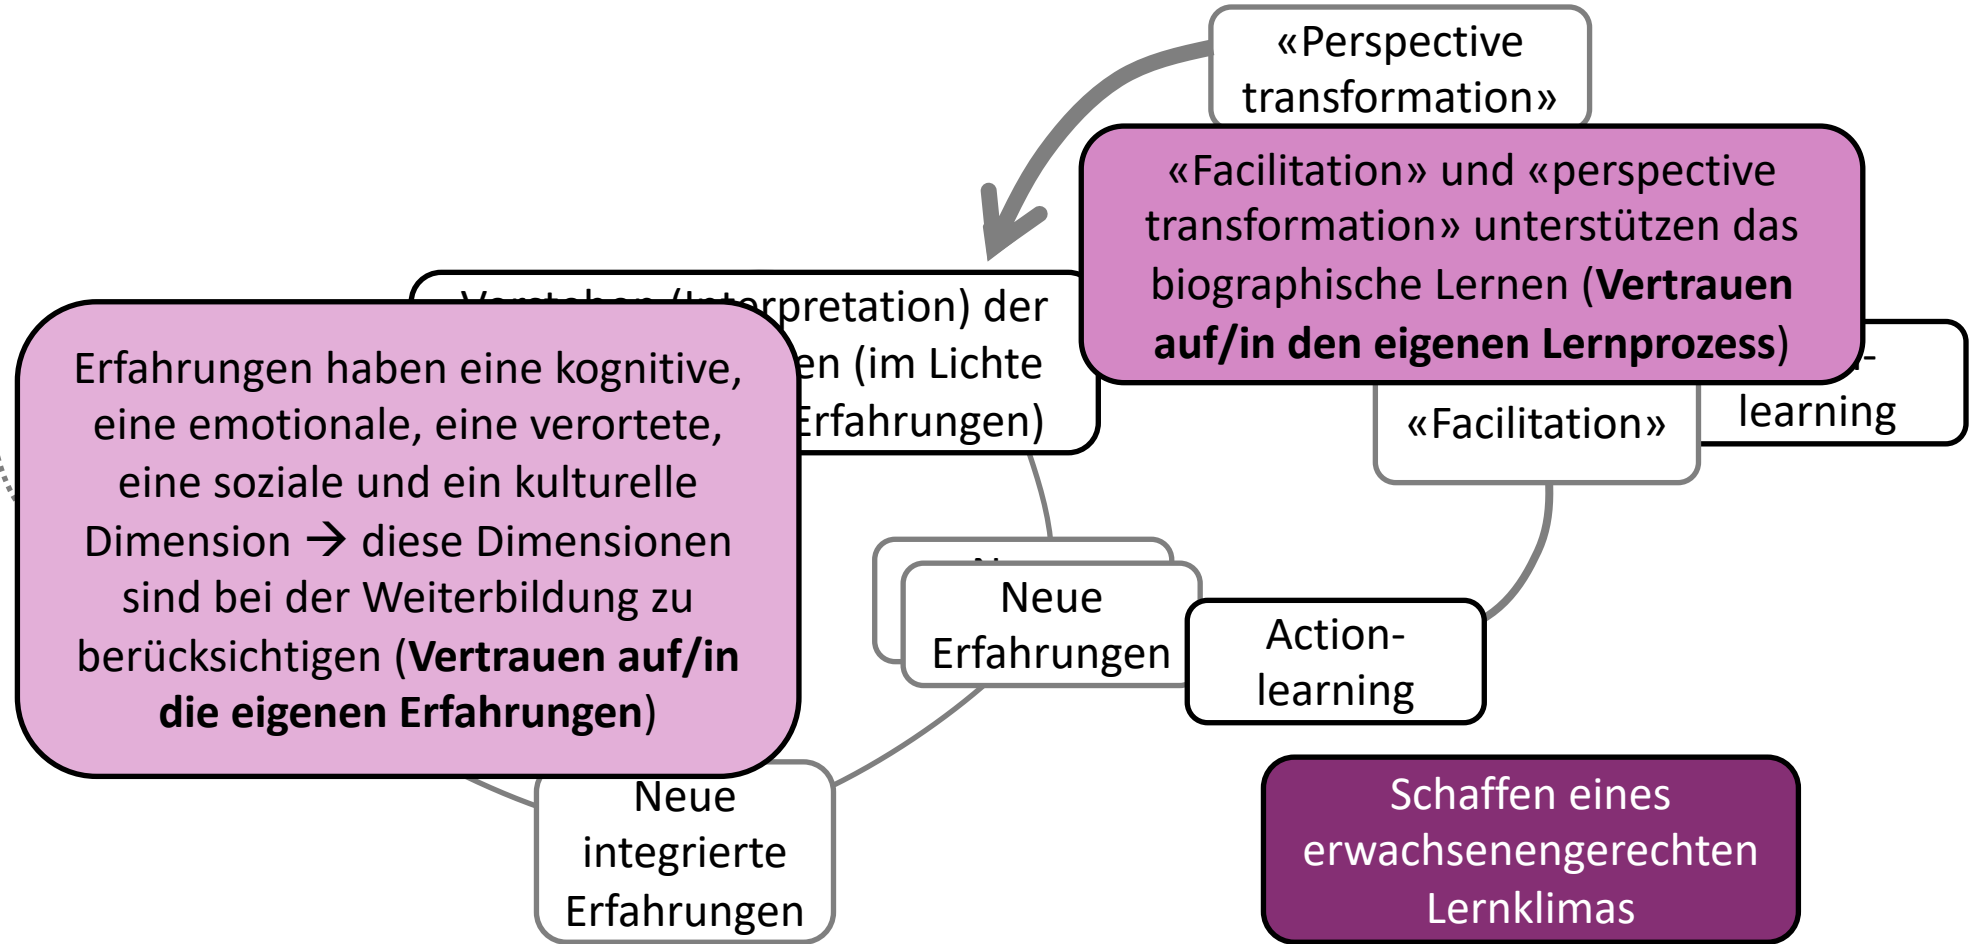 «Perspective
transformation»
«Facilitation» und «perspective
transformation» unterstützen das
biographische Lernen (Vertrauen
auf/in den eigenen Lernprozess)
(Interpretation) der
(im Lichte
Erfahrungen)
Erfahrungen haben eine kognitive,
eine emotionale, eine verortete,
eine soziale und ein kulturelle
Dimension → diese Dimensionen
sind bei der Weiterbildung zu
berücksichtigen (Vertrauen auf/in
die eigenen Erfahrungen)
learning
«Facilitation»
Neue
Erfahrungen
Action-
learning
Neue
integrierte
Erfahrungen
Schaffen eines
erwachsenengerechten
Lernklimas